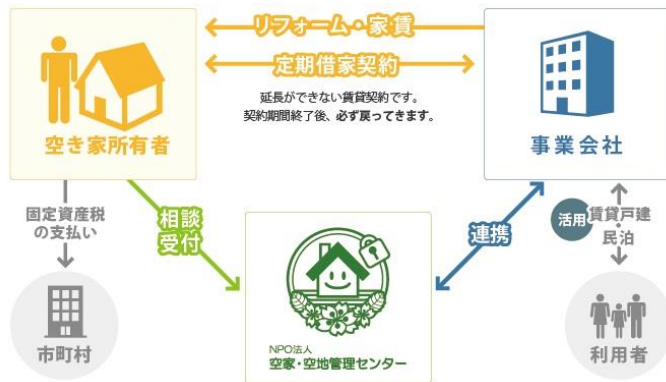 リフォーム・家賃
定期借家契約
延長ができない賃貸契約です。
契約期間終了後、必ず戻ってきます。
空き家所有者
事業会社
固定資産税
の支払い
相談
受付
連携
活用
賃貸戸建
・
民泊
市町村
NPO法人
空家・空地管理センター
利用者